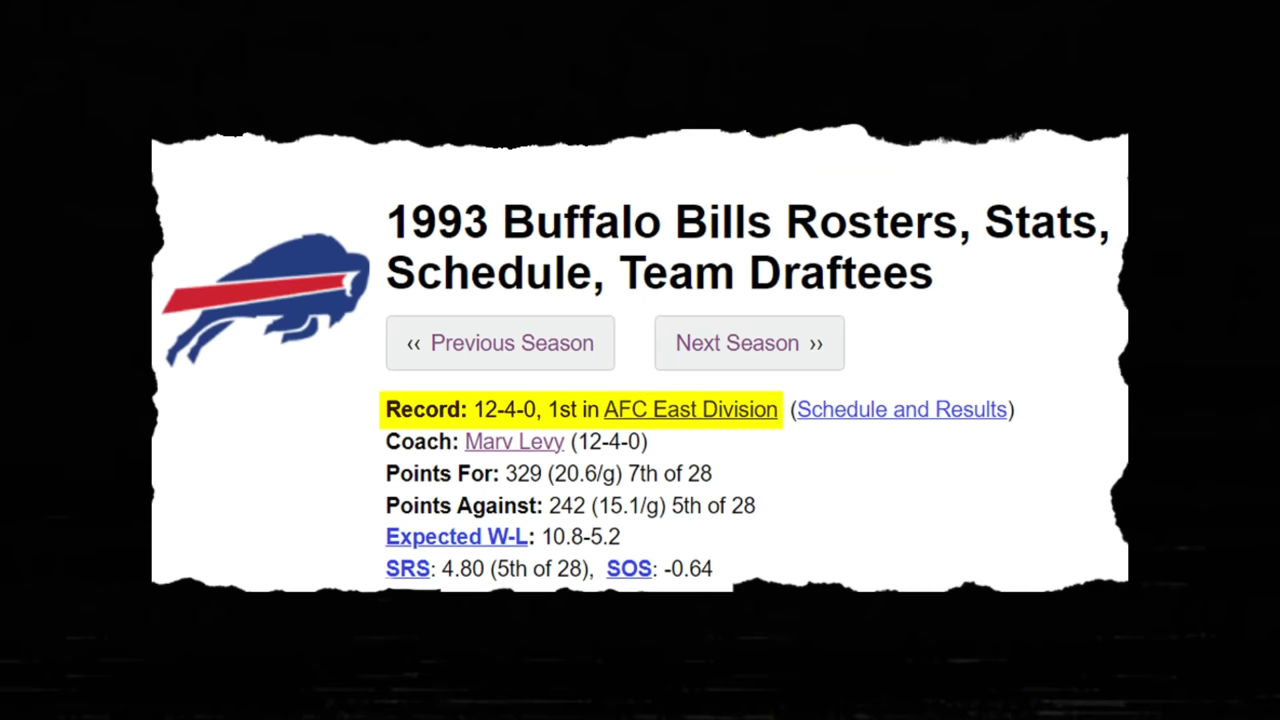 1993 Buffalo Bills Rosters, Stats,
Schedule, Team Draftees
‹‹ Previous Season
Next Season ››
Record: 12-4-0, 1st in AFC East Division (Schedule and Results)
Coach: Marv Levy (12-4-0)
Points For: 329 (20.6/g) 7th of 28
Points Against: 242 (15.1/g) 5th of 28
Expected W-L: 10.8-5.2
SRS: 4.80 (5th of 28), SOS: -0.64